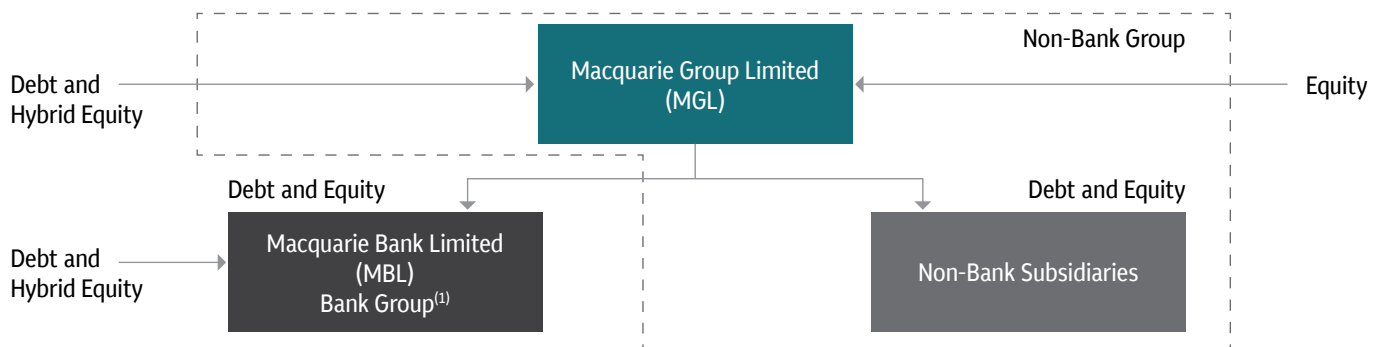 Non-Bank Group
Debt and
Hybrid Equity
Macquarie Group Limited
(MGL)
Equity
Debt and Equity
Debt and Equity
Debt and
Hybrid Equity
Macquarie Bank Limited
(MBL)
Bank Group(1)
Non-Bank Subsidiaries